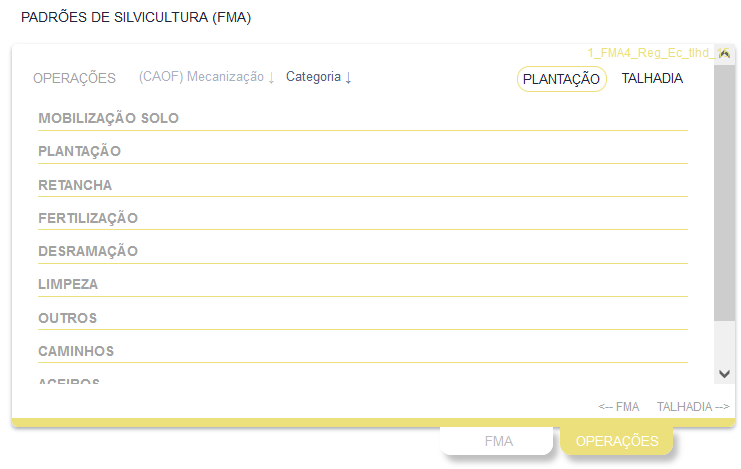 PADRÕES DE SILVICULTURA (FMA)
1_FMA4_Reg_Ec_tlhd_
OPERAÇÕES (CAOF) Mecanização ↓ Categoria ↓ PLANTAÇÃO TALHADIA
MOBILIZAÇÃO SOLO
PLANTAÇÃO
RETANCHA
FERTILIZAÇÃO
DESRAMAÇÃO
LIMPEZA
OUTROS
CAMINHOS
ACEIROS
<-- FMA TALHADIA -->
FMA OPERAÇÕES